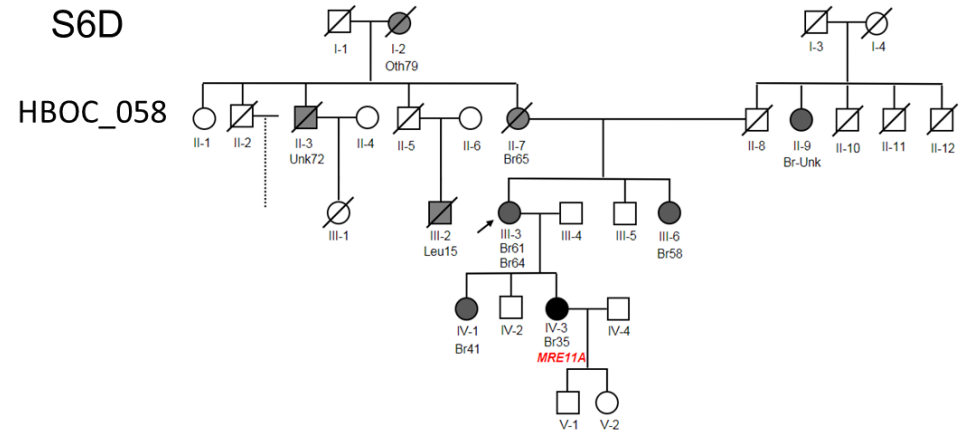 S6D
I-1 I-2 I-3 I-4
Oth79
HBOC_058
II-1 II-2 II-3 II-4 II-5 II-6 II-7 II-8 II-9 II-10 II-11 II-12
Unk72 Br65 Br-Unk
III-1 III-2 III-3 III-4 III-5 III-6
Leu15 Br61 Br58
Br64
IV-1 IV-2 IV-3 IV-4
Br41 Br35
MRE11A
V-1 V-2